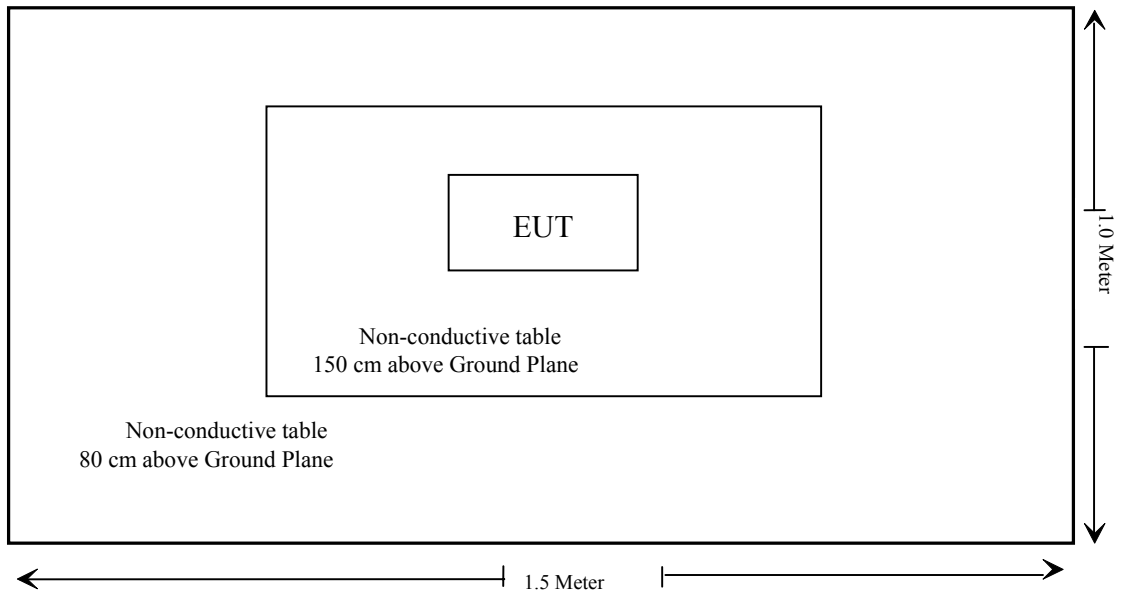 EUT
Non-conductive table
150 cm above Ground Plane
Non-conductive table
80 cm above Ground Plane
1.0 Meter
1.5 Meter